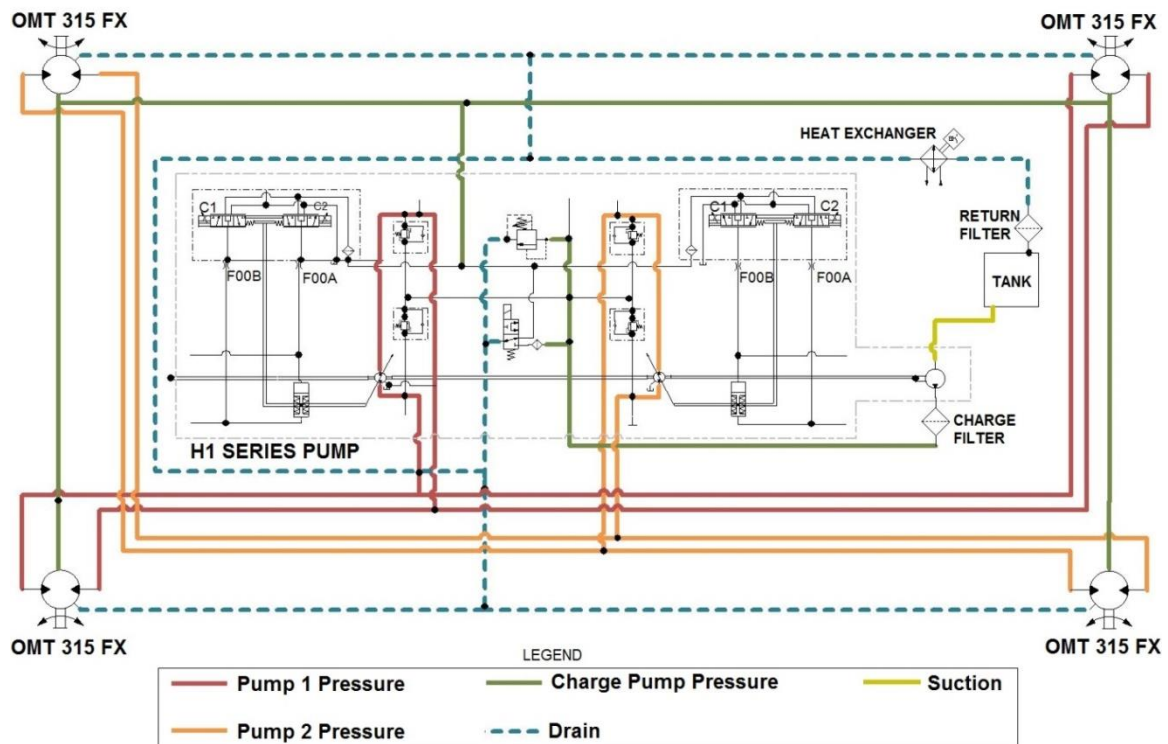 OMT 315 FX
OMT 315 FX
HEAT EXCHANGER
C1
C2
C1
C2
RETURN
FILTER
F00B
F00A
F00B
F00A
TANK
CHARGE
FILTER
H1 SERIES PUMP
OMT 315 FX
OMT 315 FX
LEGEND
Pump 1 Pressure
Charge Pump Pressure
Suction
Pump 2 Pressure
Drain